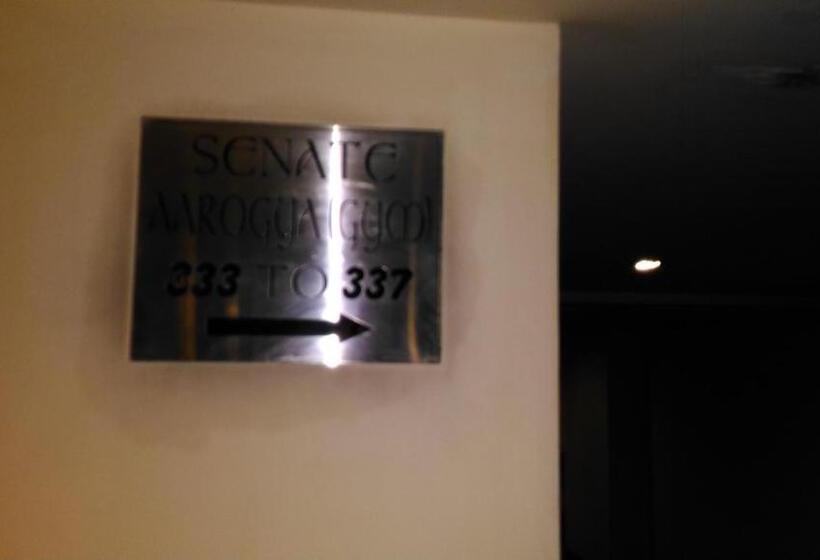 SENATE
AAROGYA (GYM)
333 TO 337